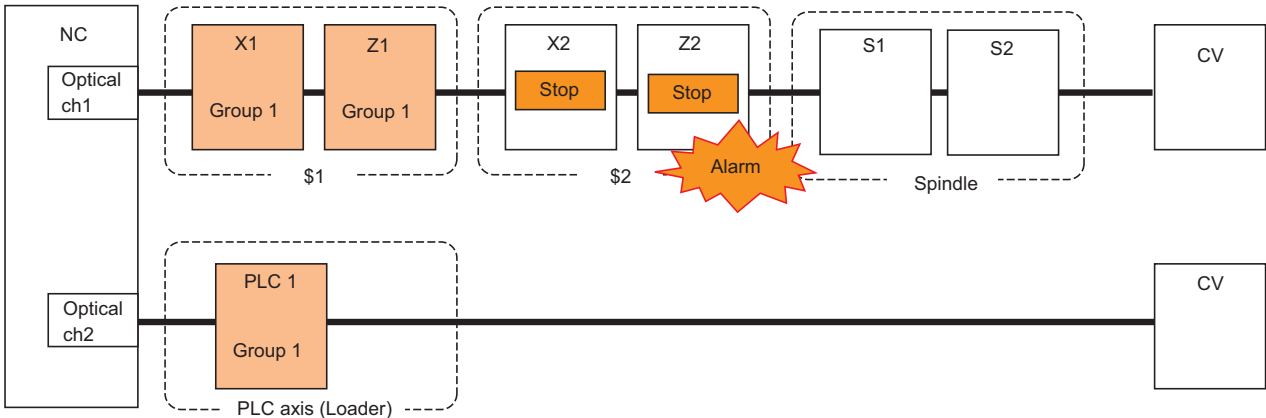 NC
Optical
ch1
X1
Group 1
Z1
Group 1
$1
X2
Stop
Z2
Stop
Alarm
$2
S1
S2
Spindle
CV
Optical
ch2
PLC 1
Group 1
PLC axis (Loader)
CV